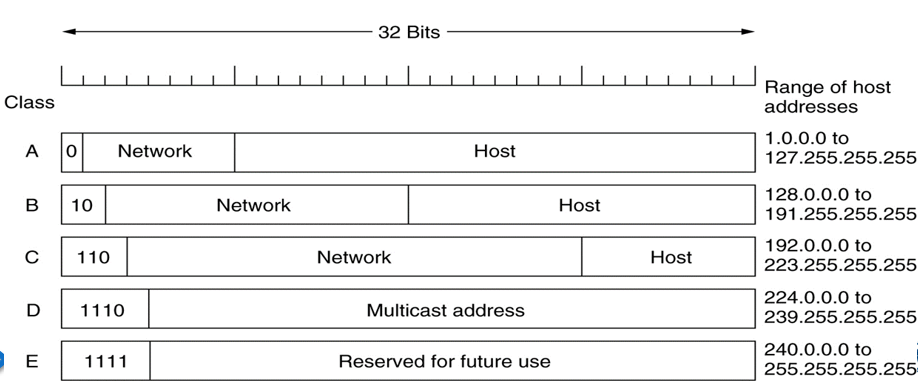 32 Bits
Class
Range of host
addresses
A
0
Network
Host
1.0.0.0 to
127.255.255.255
B
10
Network
Host
128.0.0.0 to
191.255.255.255
C
110
Network
Host
192.0.0.0 to
223.255.255.255
D
1110
Multicast address
224.0.0.0 to
239.255.255.255
E
1111
Reserved for future use
240.0.0.0 to
255.255.255.255